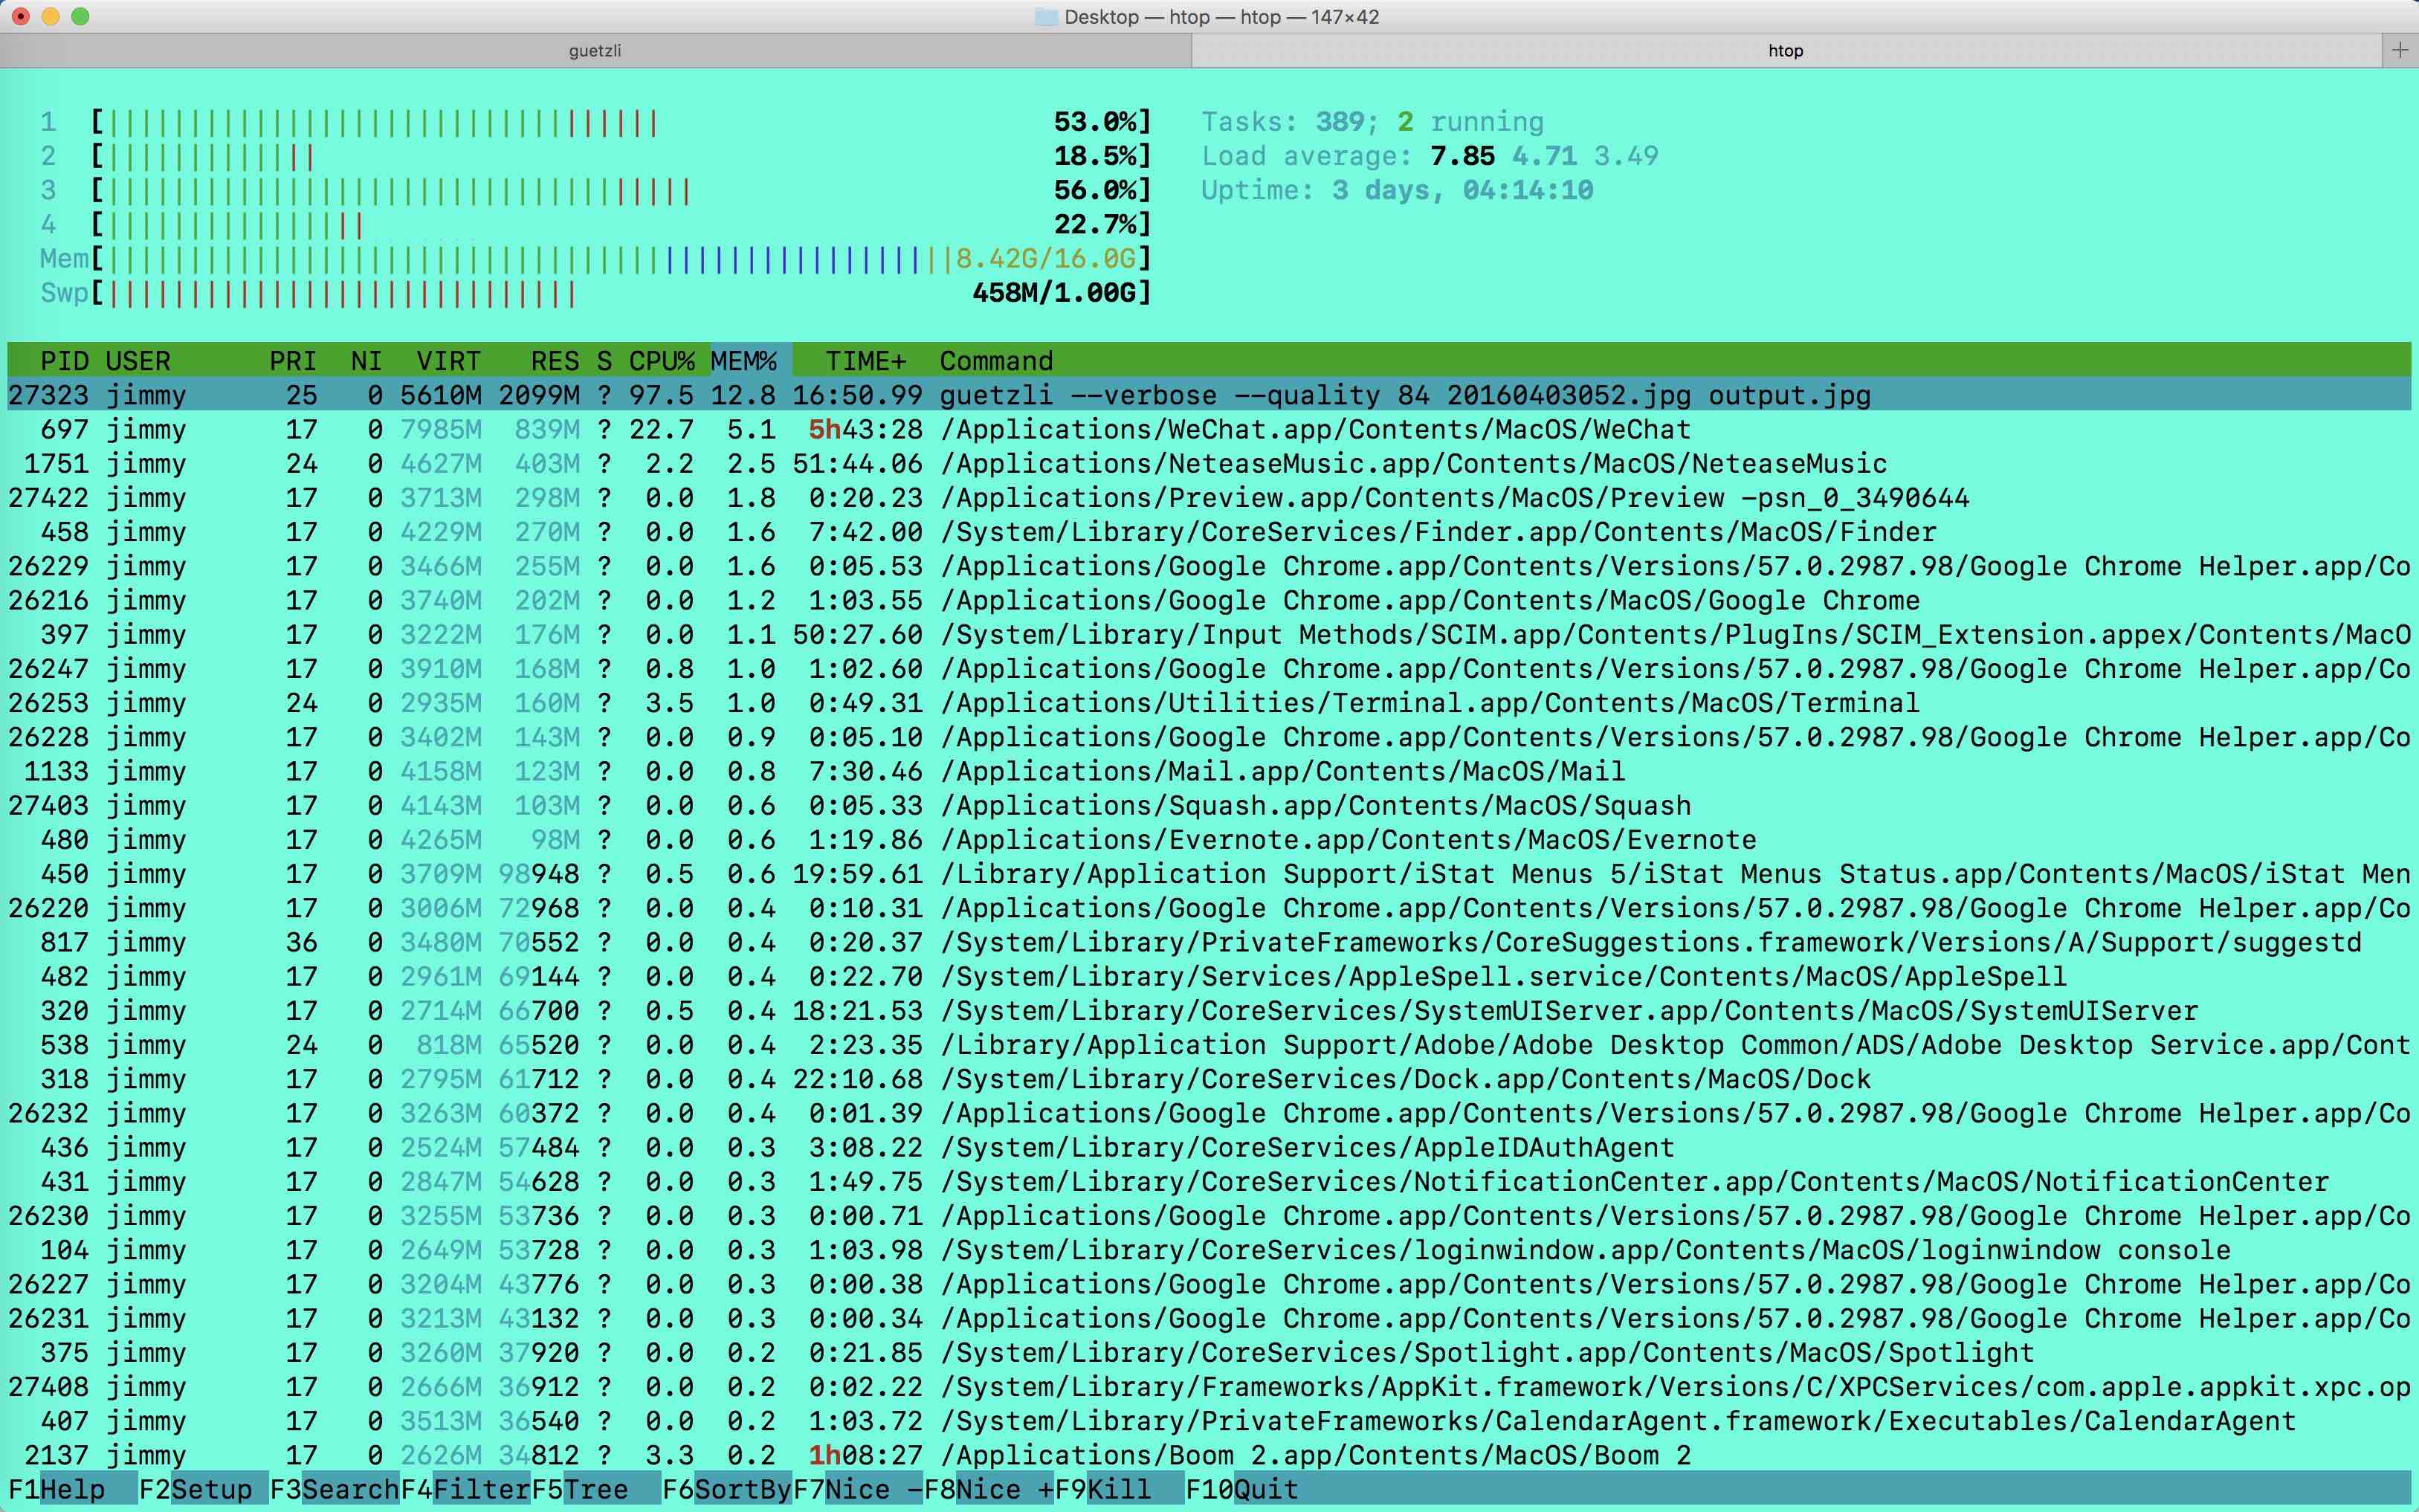 Desktop — htop — htop — 147×42
guetzli htop +
1 [||||||||||||||||||||||||||||||||||| 53.0%] Tasks: 389; 2 running
2 [||||||||||||| 18.5%] Load average: 7.85 4.71 3.49
3 [|||||||||||||||||||||||||||||||||||| 56.0%] Uptime: 3 days, 04:14:10
4 [|||||||||||||||| 22.7%]
Mem[||||||||||||||||||||||||||||||||||||||||||||||||||||8.42G/16.0G]
Swp[||||||||||||||||||||||||||||| 458M/1.00G]
PID USER PRI NI VIRT RES S CPU% MEM% TIME+ Command
27323 jimmy 25 0 5610M 2099M ? 97.5 12.8 16:50.99 guetzli --verbose --quality 84 20160403052.jpg output.jpg
697 jimmy 17 0 7985M 839M ? 22.7 5.1 5h43:28 /Applications/WeChat.app/Contents/MacOS/WeChat
1751 jimmy 24 0 4627M 403M ? 2.2 2.5 51:44.06 /Applications/NeteaseMusic.app/Contents/MacOS/NeteaseMusic
27422 jimmy 17 0 3713M 298M ? 0.0 1.8 0:20.23 /Applications/Preview.app/Contents/MacOS/Preview -psn_0_3490644
458 jimmy 17 0 4229M 270M ? 0.0 1.6 7:42.00 /System/Library/CoreServices/Finder.app/Contents/MacOS/Finder
26229 jimmy 17 0 3466M 255M ? 0.0 1.6 0:05.53 /Applications/Google Chrome.app/Contents/Versions/57.0.2987.98/Google Chrome Helper.app/Co
26216 jimmy 17 0 3740M 202M ? 0.0 1.2 1:03.55 /Applications/Google Chrome.app/Contents/MacOS/Google Chrome
397 jimmy 17 0 3222M 176M ? 0.0 1.1 50:27.60 /System/Library/Input Methods/SCIM.app/Contents/PlugIns/SCIM_Extension.appex/Contents/MacO
26247 jimmy 17 0 3910M 168M ? 0.8 1.0 1:02.60 /Applications/Google Chrome.app/Contents/Versions/57.0.2987.98/Google Chrome Helper.app/Co
26253 jimmy 24 0 2935M 160M ? 3.5 1.0 0:49.31 /Applications/Utilities/Terminal.app/Contents/MacOS/Terminal
26228 jimmy 17 0 3402M 143M ? 0.0 0.9 0:05.10 /Applications/Google Chrome.app/Contents/Versions/57.0.2987.98/Google Chrome Helper.app/Co
1133 jimmy 17 0 4158M 123M ? 0.0 0.8 7:30.46 /Applications/Mail.app/Contents/MacOS/Mail
27403 jimmy 17 0 4143M 103M ? 0.0 0.6 0:05.33 /Applications/Squash.app/Contents/MacOS/Squash
480 jimmy 17 0 4265M 98M ? 0.0 0.6 1:19.86 /Applications/Evernote.app/Contents/MacOS/Evernote
450 jimmy 17 0 3709M 98948 ? 0.5 0.6 19:59.61 /Library/Application Support/iStat Menus 5/iStat Menus Status.app/Contents/MacOS/iStat Men
26220 jimmy 17 0 3006M 72968 ? 0.0 0.4 0:10.31 /Applications/Google Chrome.app/Contents/Versions/57.0.2987.98/Google Chrome Helper.app/Co
817 jimmy 36 0 3480M 70552 ? 0.0 0.4 0:20.37 /System/Library/PrivateFrameworks/CoreSuggestions.framework/Versions/A/Support/suggestd
482 jimmy 17 0 2961M 69144 ? 0.0 0.4 0:22.70 /System/Library/Services/AppleSpell.service/Contents/MacOS/AppleSpell
320 jimmy 17 0 2714M 66700 ? 0.5 0.4 18:21.53 /System/Library/CoreServices/SystemUIServer.app/Contents/MacOS/SystemUIServer
538 jimmy 24 0 818M 65520 ? 0.0 0.4 2:23.35 /Library/Application Support/Adobe/Adobe Desktop Common/ADS/Adobe Desktop Service.app/Cont
318 jimmy 17 0 2795M 61712 ? 0.0 0.4 22:10.68 /System/Library/CoreServices/Dock.app/Contents/MacOS/Dock
26232 jimmy 17 0 3263M 60372 ? 0.0 0.4 0:01.39 /Applications/Google Chrome.app/Contents/Versions/57.0.2987.98/Google Chrome Helper.app/Co
436 jimmy 17 0 2524M 57484 ? 0.0 0.3 3:08.22 /System/Library/CoreServices/AppleIDAuthAgent
431 jimmy 17 0 2847M 54628 ? 0.0 0.3 1:49.75 /System/Library/CoreServices/NotificationCenter.app/Contents/MacOS/NotificationCenter
26230 jimmy 17 0 3255M 53736 ? 0.0 0.3 0:00.71 /Applications/Google Chrome.app/Contents/Versions/57.0.2987.98/Google Chrome Helper.app/Co
104 jimmy 17 0 2649M 53728 ? 0.0 0.3 1:03.98 /System/Library/CoreServices/loginwindow.app/Contents/MacOS/loginwindow console
26227 jimmy 17 0 3204M 43776 ? 0.0 0.3 0:00.38 /Applications/Google Chrome.app/Contents/Versions/57.0.2987.98/Google Chrome Helper.app/Co
26231 jimmy 17 0 3213M 43132 ? 0.0 0.3 0:00.34 /Applications/Google Chrome.app/Contents/Versions/57.0.2987.98/Google Chrome Helper.app/Co
375 jimmy 17 0 3260M 37920 ? 0.0 0.2 0:21.85 /System/Library/CoreServices/Spotlight.app/Contents/MacOS/Spotlight
27408 jimmy 17 0 2666M 36912 ? 0.0 0.2 0:02.22 /System/Library/Frameworks/AppKit.framework/Versions/C/XPCServices/com.apple.appkit.xpc.op
407 jimmy 17 0 3513M 36540 ? 0.0 0.2 1:03.72 /System/Library/PrivateFrameworks/CalendarAgent.framework/Executables/CalendarAgent
2137 jimmy 17 0 2626M 34812 ? 3.3 0.2 1h08:27 /Applications/Boom 2.app/Contents/MacOS/Boom 2
F1Help F2Setup F3SearchF4FilterF5Tree F6SortByF7Nice -F8Nice +F9Kill F10Quit